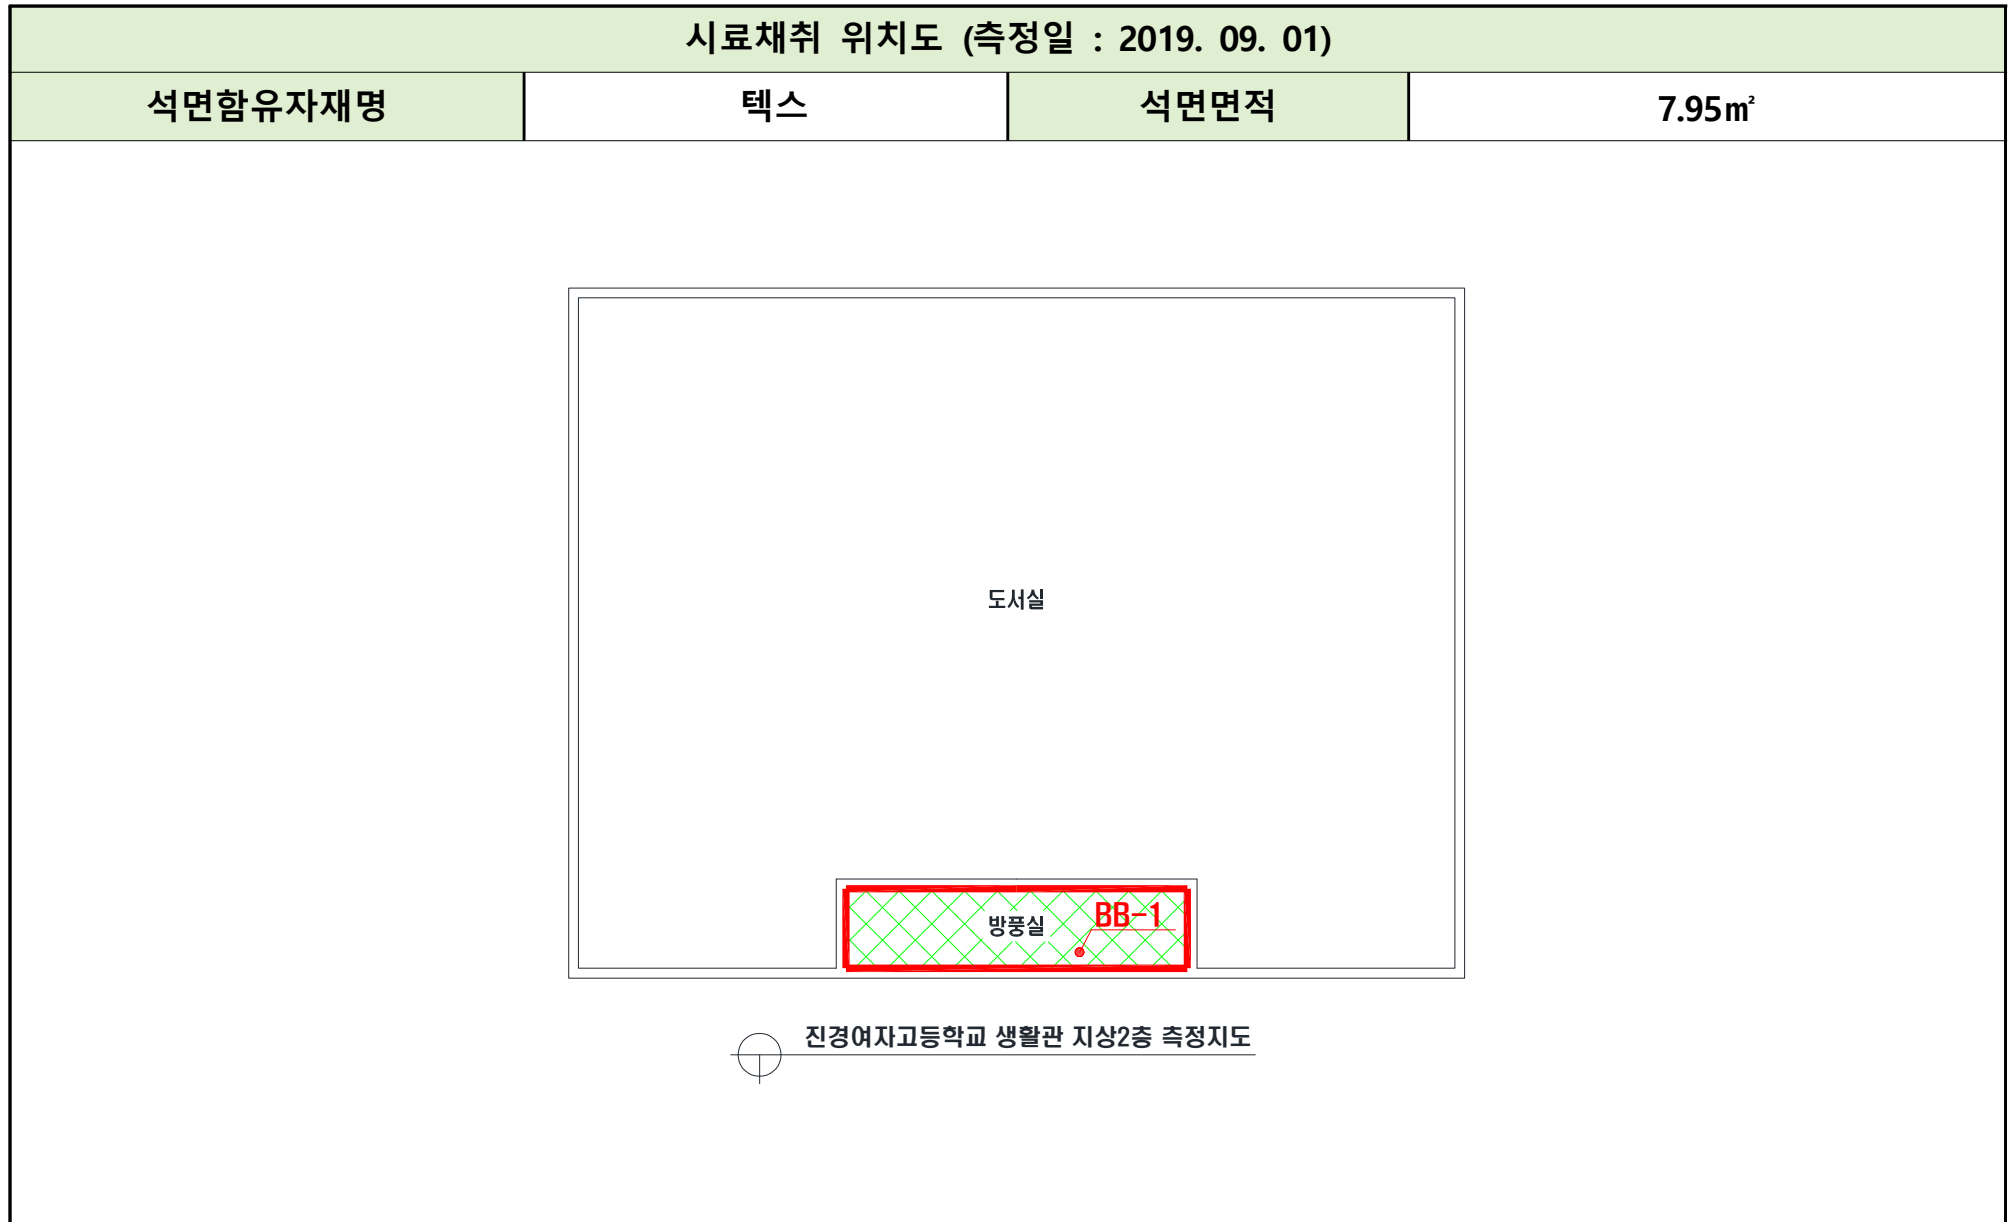 시료채취 위치도 (측정일 : 2019. 09. 01)
석면함유자재명 텍스 석면면적 7.95㎡
도서실
방풍실 BB-1
진경여자고등학교 생활관 지상2층 측정지도